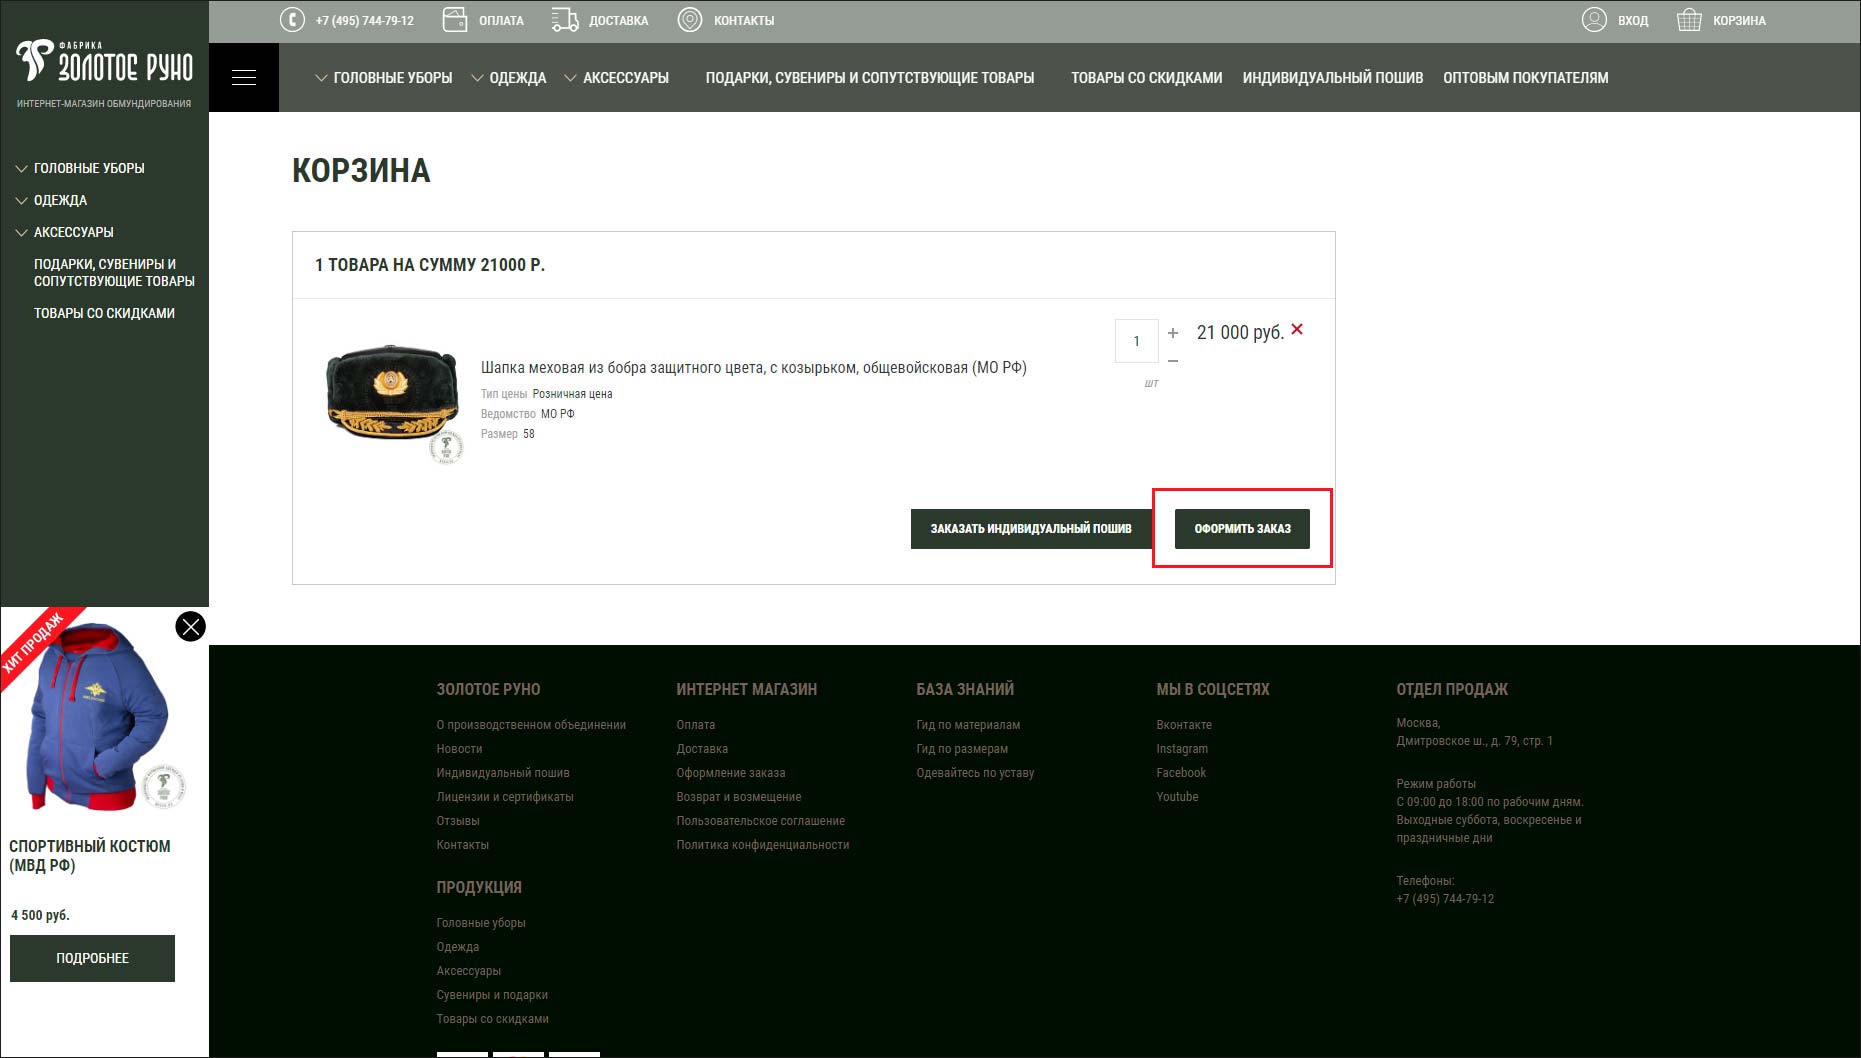 ФАБРИКА
ЗОЛОТОЕ РУНО
ИНТЕРНЕТ-МАГАЗИН ОБМУНДИРОВАНИЯ
+7 (495) 744-79-12
ОПЛАТА
ДОСТАВКА
КОНТАКТЫ
ВХОД
КОРЗИНА
ГОЛОВНЫЕ УБОРЫ
ОДЕЖДА
АКСЕССУАРЫ
ПОДАРКИ, СУВЕНИРЫ И СОПУТСТВУЮЩИЕ ТОВАРЫ
ТОВАРЫ СО СКИДКАМИ
ИНДИВИДУАЛЬНЫЙ ПОШИВ
ОПТОВЫМ ПОКУПАТЕЛЯМ
ГОЛОВНЫЕ УБОРЫ
ОДЕЖДА
АКСЕССУАРЫ
ПОДАРКИ, СУВЕНИРЫ И
СОПУТСТВУЮЩИЕ ТОВАРЫ
ТОВАРЫ СО СКИДКАМИ
КОРЗИНА
1 ТОВАРА НА СУММУ 21000 Р.
Шапка меховая из бобра защитного цвета, с козырьком, общевойсковая (МО РФ)
Тип цены Розничная цена
Ведомство МО РФ
Размер 58
1
шт
21 000 руб.
ЗАКАЗАТЬ ИНДИВИДУАЛЬНЫЙ ПОШИВ
ОФОРМИТЬ ЗАКАЗ
ХИТ ПРОДАЖ
СПОРТИВНЫЙ КОСТЮМ
(МВД РФ)
4 500 руб.
ПОДРОБНЕЕ
ЗОЛОТОЕ РУНО
О производственном объединении
Новости
Индивидуальный пошив
Лицензии и сертификаты
Отзывы
Контакты
ПРОДУКЦИЯ
Головные уборы
Одежда
Аксессуары
Сувениры и подарки
Товары со скидками
ИНТЕРНЕТ МАГАЗИН
Оплата
Доставка
Оформление заказа
Возврат и возмещение
Пользовательское соглашение
Политика конфиденциальности
БАЗА ЗНАНИЙ
Гид по материалам
Гид по размерам
Одевайтесь по уставу
МЫ В СОЦСЕТЯХ
Вконтакте
Instagram
Facebook
Youtube
ОТДЕЛ ПРОДАЖ
Москва,
Дмитровское ш., д. 79, стр. 1
Режим работы
С 09:00 до 18:00 по рабочим дням.
Выходные суббота, воскресенье и
праздничные дни
Телефоны:
+7 (495) 744-79-12